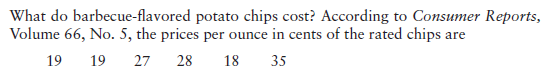 What do barbecue-flavored potato chips cost? According to Consumer Reports,
Volume 66, No. 5, the prices per ounce in cents of the rated chips are
19 19 27 28 18 35